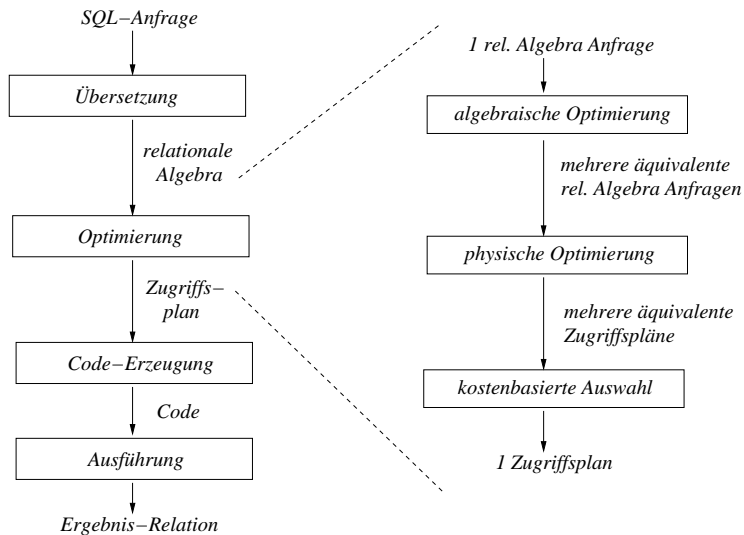 SQL−Anfrage
Übersetzung
relationale
Algebra
Optimierung
Zugriffs−
plan
Code−Erzeugung
Code
Ausführung
Ergebnis−Relation
1 rel. Algebra Anfrage
algebraische Optimierung
mehrere äquivalente
rel. Algebra Anfragen
physische Optimierung
mehrere äquivalente
Zugriffspläne
kostenbasierte Auswahl
1 Zugriffsplan